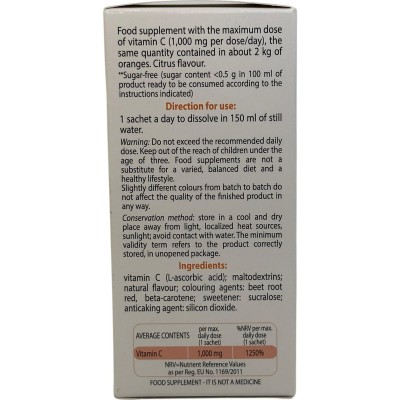 Food supplement with the maximum dose
of vitamin C (1,000 mg per dose/day), the
same quantity contained in about 2 kg of
oranges. Citrus flavour.
**Sugar-free (sugar content <0.5 g in 100 ml of
product ready to be consumed according to the
instructions indicated)
Direction for use:
1 sachet a day to dissolve in 150 ml of still
water.
Warning: Do not exceed the recommended daily
dose. Keep out of the reach of children under the
age of three. Food supplements are not a
substitute for a varied, balanced diet and a
healthy lifestyle.
Slightly different colours from batch to batch do
not affect the quality of the finished product in
any way.
Conservation method: store in a cool and dry
place away from light, localized heat sources,
sunlight; avoid contact with water. The minimum
validity term refers to the product correctly
stored, in unopened package.
Ingredients:
vitamin C (L-ascorbic acid); maltodextrins;
natural flavour; colouring agents: beet root
red, beta-carotene; sweetener: sucralose;
anticaking agent: silicon dioxide.
AVERAGE CONTENTS per max. daily dose (1 sachet) %NRV per max. daily dose (1 sachet)
Vitamin C 1,000 mg 1250%
NRV=Nutrient Reference Values
as per Reg. EU No. 1169/2011
FOOD SUPPLEMENT - IT IS NOT A MEDICINE